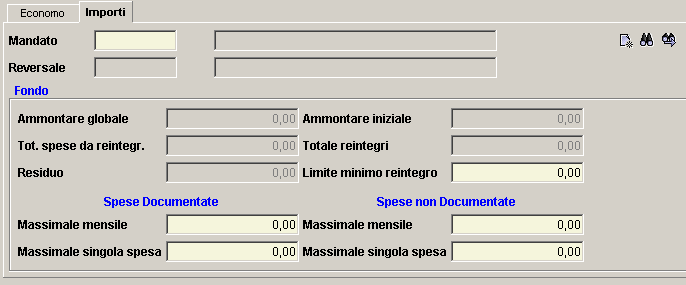 Economo Importi
Mandato
Reversale
Fondo
Ammontare globale 0,00 Ammontare iniziale 0,00
Tot. spese da reintegr. 0,00 Totale reintegri 0,00
Residuo 0,00 Limite minimo reintegro 0,00
Spese Documentate Spese non Documentate
Massimale mensile 0,00 Massimale mensile 0,00
Massimale singola spesa 0,00 Massimale singola spesa 0,00